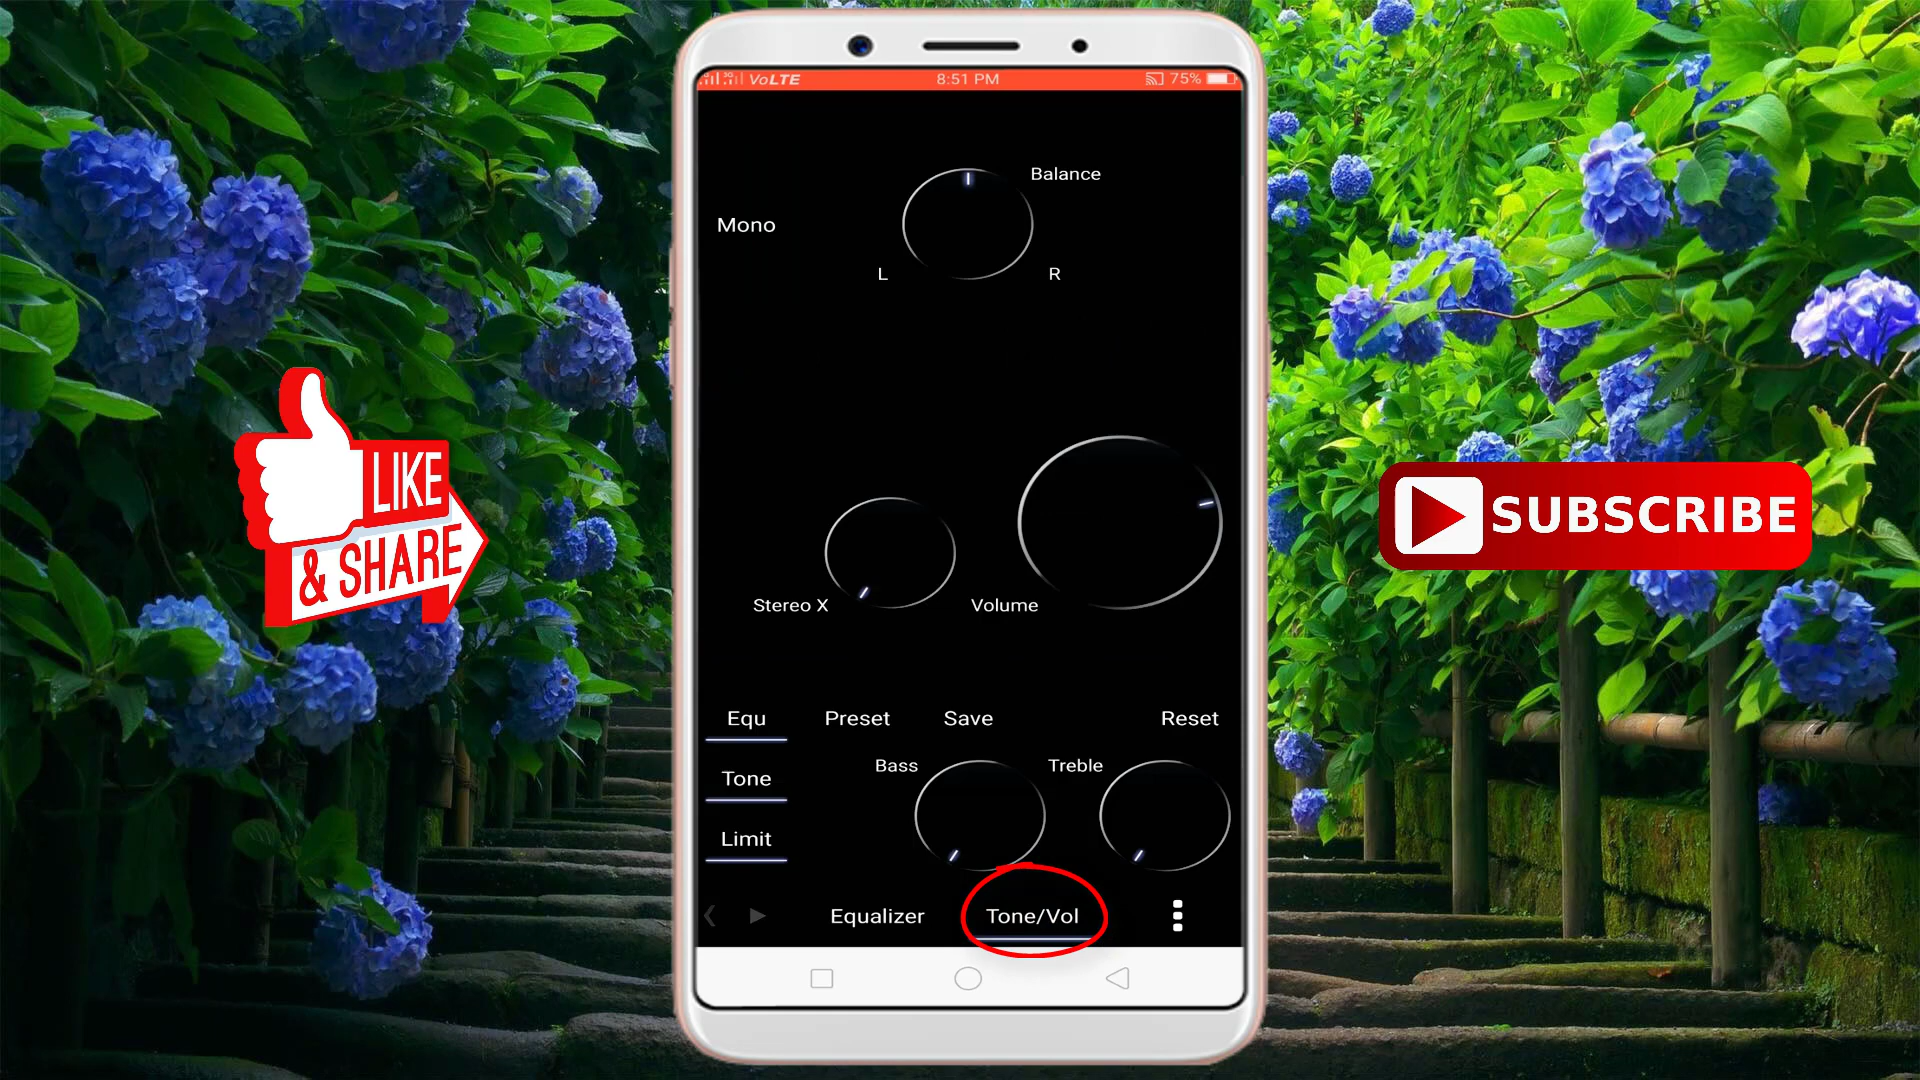 VoLTE 8:51 PM 75%
Balance
Mono
L R
LIKE
& SHARE
SUBSCRIBE
Stereo X Volume
Equ Preset Save Reset
Bass Treble
Tone
Limit
Equalizer Tone/Vol